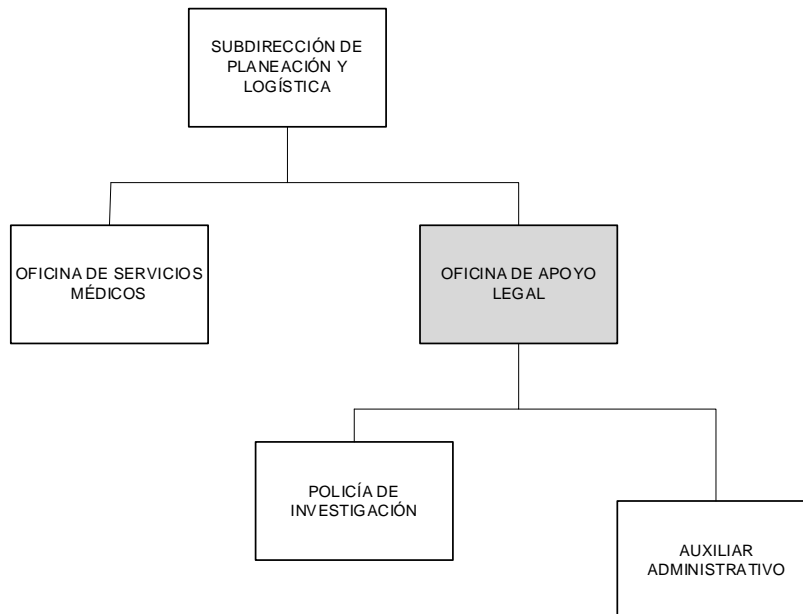 SUBDIRECCIÓN DE
PLANEACIÓN Y
LOGÍSTICA
OFICINA DE SERVICIOS
MÉDICOS
OFICINA DE APOYO
LEGAL
POLICÍA DE
INVESTIGACIÓN
AUXILIAR
ADMINISTRATIVO